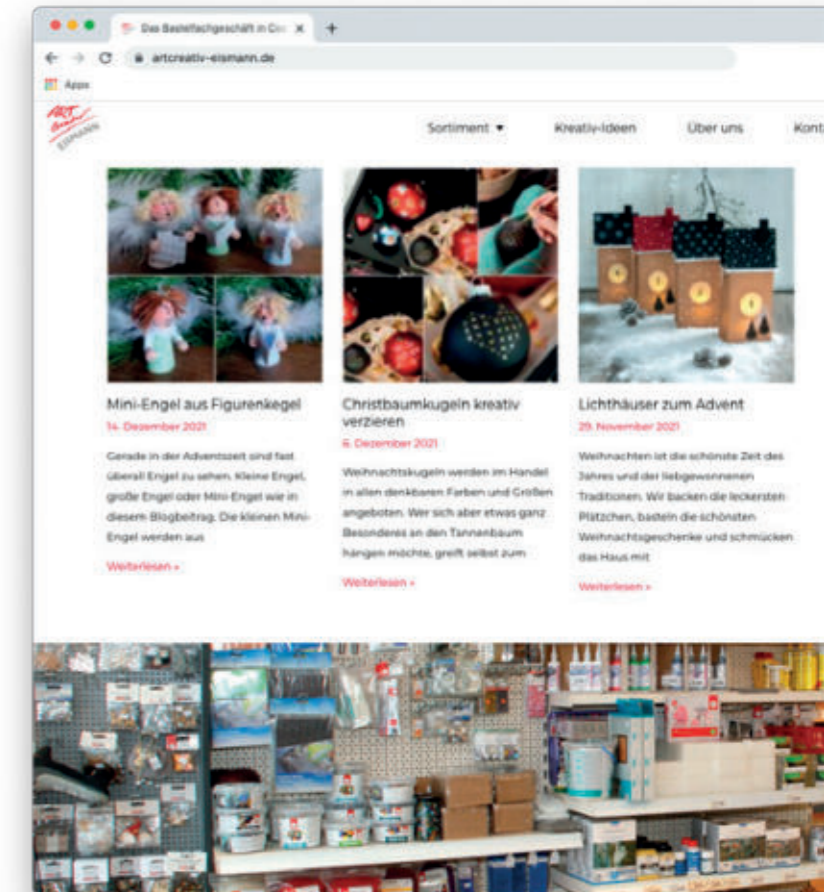 Das Bastelfachgeschäft in
artcreativ-eismann.de
Apps
ART
EISMANN
Sortiment ▼ Kreativ-Ideen Über uns Konta
Mini-Engel aus Figurenkegel
14. Dezember 2021
Gerade in der Adventszeit sind fast
überall Engel zu sehen. Kleine Engel,
große Engel oder Mini-Engel wie in
diesem Blogbeitrag. Die kleinen Mini-
Engel werden aus
Weiterlesen »
Christbaumkugeln kreativ
verzieren
6. Dezember 2021
Weihnachtskugeln werden im Handel
in allen denkbaren Farben und Größen
angeboten. Wer sich aber etwas ganz
Besonderes an den Tannenbaum
hängen möchte, greift selbst zum
Weiterlesen »
Lichthäuser zum Advent
29. November 2021
Weihnachten ist die schönste Zeit des
Jahres und der liebgewonnenen
Traditionen. Wir backen die leckersten
Plätzchen, basteln die schönsten
Weihnachtsgeschenke und schmücken
das Haus mit
Weiterlesen »